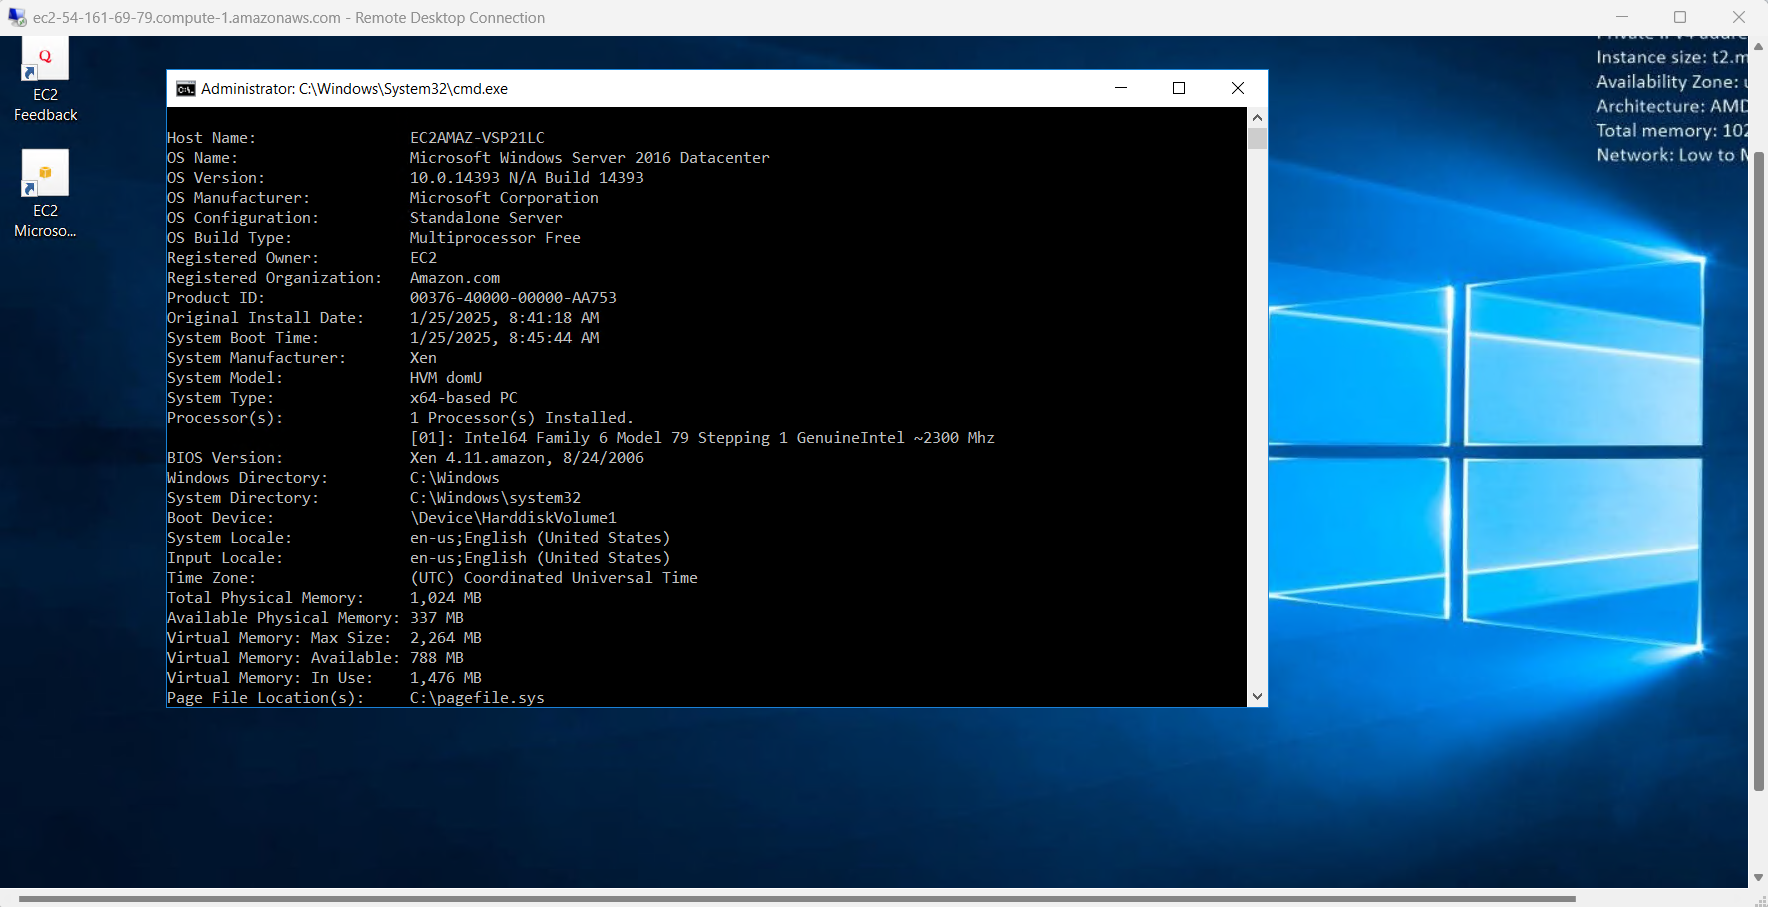 ec2-54-161-69-79.compute-1.amazonaws.com - Remote Desktop Connection
EC2
Feedback
EC2
Microso...
Instance size: t2.m
Availability Zone: u
Architecture: AMD
Total memory: 102
Network: Low to M
Administrator: C:\Windows\System32\cmd.exe
Host Name: EC2AMAZ-VSP21LC
OS Name: Microsoft Windows Server 2016 Datacenter
OS Version: 10.0.14393 N/A Build 14393
OS Manufacturer: Microsoft Corporation
OS Configuration: Standalone Server
OS Build Type: Multiprocessor Free
Registered Owner: EC2
Registered Organization: Amazon.com
Product ID: 00376-40000-00000-AA753
Original Install Date: 1/25/2025, 8:41:18 AM
System Boot Time: 1/25/2025, 8:45:44 AM
System Manufacturer: Xen
System Model: HVM domU
System Type: x64-based PC
Processor(s): 1 Processor(s) Installed.
[01]: Intel64 Family 6 Model 79 Stepping 1 GenuineIntel ~2300 Mhz
BIOS Version: Xen 4.11.amazon, 8/24/2006
Windows Directory: C:\Windows
System Directory: C:\Windows\system32
Boot Device: \Device\HarddiskVolume1
System Locale: en-us;English (United States)
Input Locale: en-us;English (United States)
Time Zone: (UTC) Coordinated Universal Time
Total Physical Memory: 1,024 MB
Available Physical Memory: 337 MB
Virtual Memory: Max Size: 2,264 MB
Virtual Memory: Available: 788 MB
Virtual Memory: In Use: 1,476 MB
Page File Location(s): C:\pagefile.sys